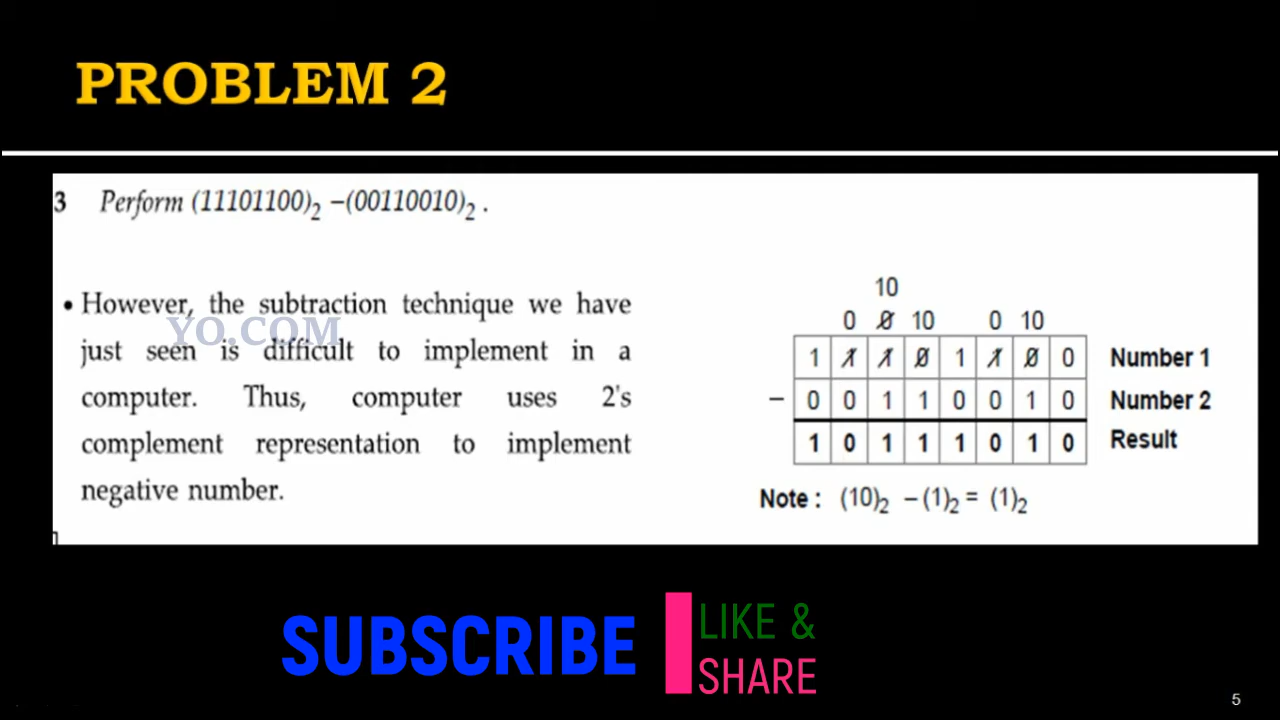 PROBLEM 2
3 Perform (11101100)2 –(00110010)2 .
• However, the subtraction technique we have
just seen is difficult to implement in a
computer. Thus, computer uses 2's
complement representation to implement
negative number.
YO.COM
10
0 0 10 0 10
1 1 1 0 1 1 0 0 Number 1
– 0 0 1 1 0 0 1 0 Number 2
1 0 1 1 1 0 1 0 Result
Note : (10)2 – (1)2 = (1)2
SUBSCRIBE
LIKE &
SHARE
5